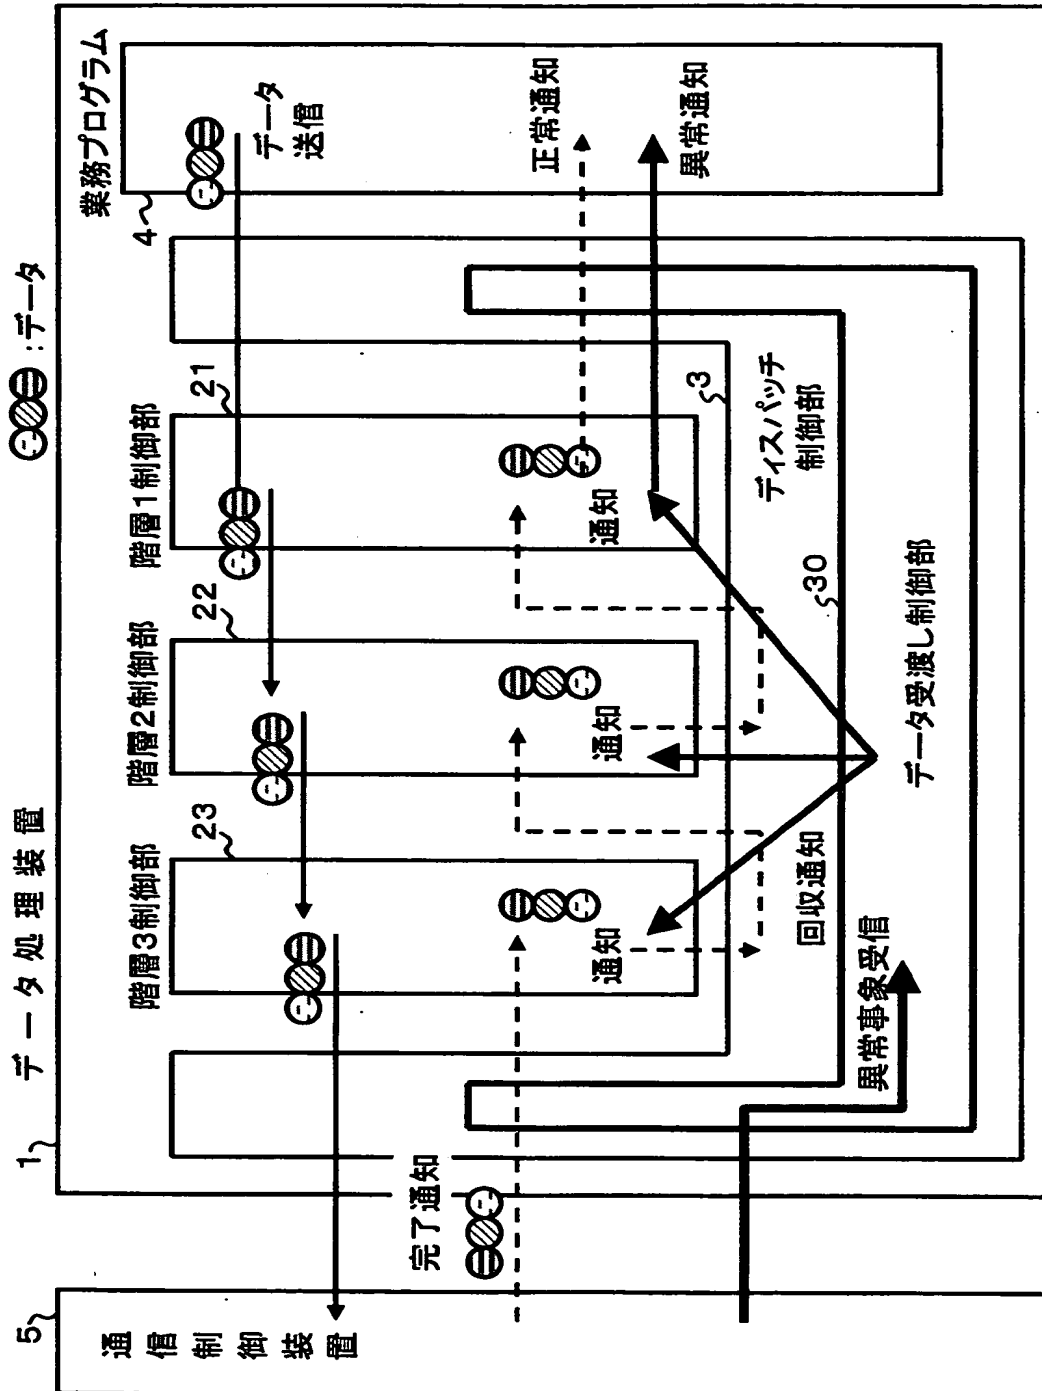 :データ
1
データ処理装置
業務プログラム
4
データ
送信
階層1制御部
21
階層2制御部
22
階層3制御部
23
正常通知
異常通知
通知
通知
通知
3
ディスパッチ
制御部
30
データ受渡し制御部
回収通知
異常事象受信
完了通知
5
通信制御装置